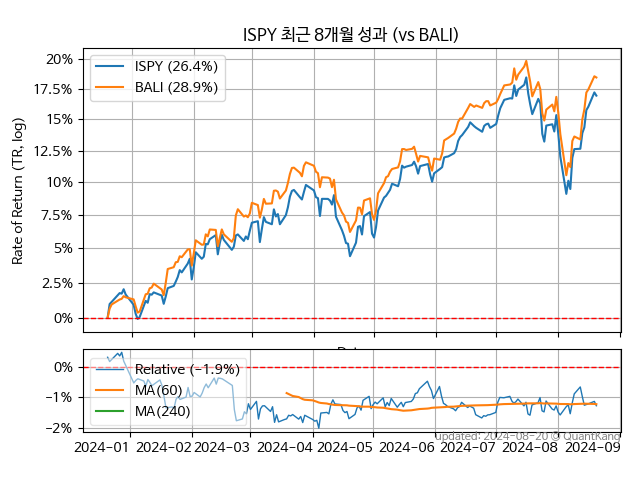 ISPY 최근 8개월 성과 (vs BALI)
Rate of Return (TR, log)
20%
17.5%
15%
12.5%
10%
7.5%
5%
2.5%
0%
ISPY (26.4%)
BALI (28.9%)
0%
−1%
−2%
Relative (−1.9%)
MA(60)
MA(240)
2024−01 2024−02 2024−03 2024−04 2024−05 2024−06 2024−07 2024−08 2024−09
updated: 2024−08−20 © QuantKang